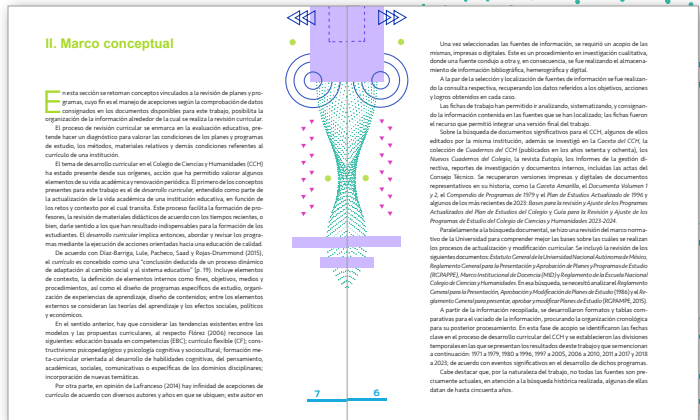 II. Marco conceptual
En esta sección se retoman conceptos vinculados a la revisión de planes y pro-
gramas, cuyo fin es el manejo de acepciones según la comprobación de datos
consignados en los documentos disponibles para este trabajo, posibilita la
organización de la información alrededor de la cual se realiza la revisión curricular.
El proceso de revisión curricular se enmarca en la evaluación educativa, pre-
tende hacer un diagnóstico para valorar las condiciones de los planes y programas
de estudio, los métodos, materiales relativos y demás condiciones referentes al
currículo de una institución.
El tema de desarrollo curricular en el Colegio de Ciencias y Humanidades (CCH)
ha estado presente desde sus orígenes, acción que ha permitido valorar algunos
elementos de su vida académica y renovación periódica. El primero de los conceptos
presentes para este trabajo es el de desarrollo curricular, entendido como parte de
la actualización de la vida académica de una institución educativa, en función de
los retos y contexto por el cual transita. Este proceso facilita la formación de pro-
fesores, la revisión de materiales didácticos de acuerdo con los tiempos recientes, o
bien, darle sentido a los que han resultado indispensables para la formación de los
estudiantes. El desarrollo curricular implica entonces, abordar y revisar los progra-
mas mediante la ejecución de acciones orientadas hacia una educación de calidad.
De acuerdo con Díaz-Barriga, Lule, Pacheco, Saad y Rojas-Drummond (2015),
el currículo es concebido como una "conclusión deducida de un proceso dinámico
de adaptación al cambio social y al sistema educativo" (p. 19). Incluye elementos
de contexto, la definición de elementos internos como fines, objetivos, medios y
procedimientos, así como el diseño de programas específicos de estudio, organi-
zación de experiencias de aprendizaje, diseño de contenidos; entre los elementos
externos se consideran las teorías del aprendizaje y los efectos sociales, políticos
y económicos.
En el sentido anterior, hay que considerar las tendencias existentes entre los
modelos y las propuestas curriculares, al respecto Flórez (2006) reconoce las
siguientes: educación basada en competencias (EBC); currículo flexible (CF); cons-
tructivismo psicopedagógico y psicología cognitiva y sociocultural; formación me-
ta-curricular orientada al desarrollo de habilidades cognitivas, del pensamiento,
académicas, sociales, comunicativas o específicas de los dominios disciplinares;
incorporación de nuevas temáticas.
Por otra parte, en opinión de Lafrancesco (2014) hay infinidad de acepciones de
currículo de acuerdo con diversos autores y años en que se ubiquen; este autor en
7
Una vez seleccionadas las fuentes de información, se requirió un acopio de las
mismas, impresas o digitales. Este es un procedimiento en investigación cualitativa,
donde una fuente condujo a otra y, en consecuencia, se fue realizando el almacena-
miento de información bibliográfica, hemerográfica y digital.
A la par de la selección y localización de fuentes de información se fue realizan-
do la consulta respectiva, recuperando los datos referidos a los objetivos, acciones
y logros obtenidos en cada caso.
Las fichas de trabajo han permitido ir analizando, sistematizando, y consignan-
do la información contenida en las fuentes que se han localizado; las fichas fueron
el recurso que permitió integrar una versión final del trabajo.
Sobre la búsqueda de documentos significativos para el CCH, algunos de ellos
editados por la misma institución, además se investigó en la Gaceta del CCH, la
colección de Cuadernos del CCH (publicados en los años setenta y ochenta), los
Nuevos Cuadernos del Colegio, la revista Eutopía, los Informes de la gestión di-
rectiva, reportes de investigación y documentos internos, incluidas las actas del
Consejo Técnico. Se recuperaron versiones impresas y digitales de documentos
representativos en su historia, como La Gaceta Amarilla, el Documento Volumen 1
y 2, el Compendio de Programas de 1979 y el Plan de Estudios Actualizado de 1996 y
algunos de los más recientes de 2023: Bases para la revisión y Ajuste de los Programas
Actualizados del Plan de Estudios del Colegio y Guía para la Revisión y Ajuste de los
Programas de Estudio del Colegio de Ciencias y Humanidades 2023-2024.
Paralelamente a la búsqueda documental, se hizo una revisión del marco norma-
tivo de la Universidad para comprender mejor las bases sobre las cuáles se realizan
los procesos de actualización y modificación curricular. Se incluyó la revisión de los
siguientes documentos: Estatuto General de la Universidad Nacional Autónoma de México,
Reglamento General para la Presentación y Aprobación de Planes y Programas de Estudio
(RGPAPPE), Marco Institucional de Docencia (MID) y Reglamento de la Escuela Nacional
Colegio de Ciencias y Humanidades. En esa búsqueda, se necesitó analizar el Reglamento
General para la Presentación, Aprobación y Modificación de Planes de Estudio (1986) y el Re-
glamento General para presentar, aprobar y modificar Planes de Estudio (RGPAMPE, 2015).
A partir de la información recopilada, se desarrollaron formatos y tablas com-
parativas para el vaciado de la información, procurando la organización cronológica
para su posterior procesamiento. En esta fase de acopio se identificaron las fechas
clave en el proceso de desarrollo curricular del CCH y se establecieron las divisiones
temporales en las que se presentan los resultados de este trabajo y que se mencionan
a continuación: 1971 a 1979, 1980 a 1996, 1997 a 2005, 2006 a 2010, 2011 a 2017 y 2018
a 2023; de acuerdo con eventos significativos en el desarrollo de dichos programas.
Cabe destacar que, por la naturaleza del trabajo, no todas las fuentes son pre-
cisamente actuales, en atención a la búsqueda histórica realizada, algunas de ellas
datan de hasta cincuenta años.
6